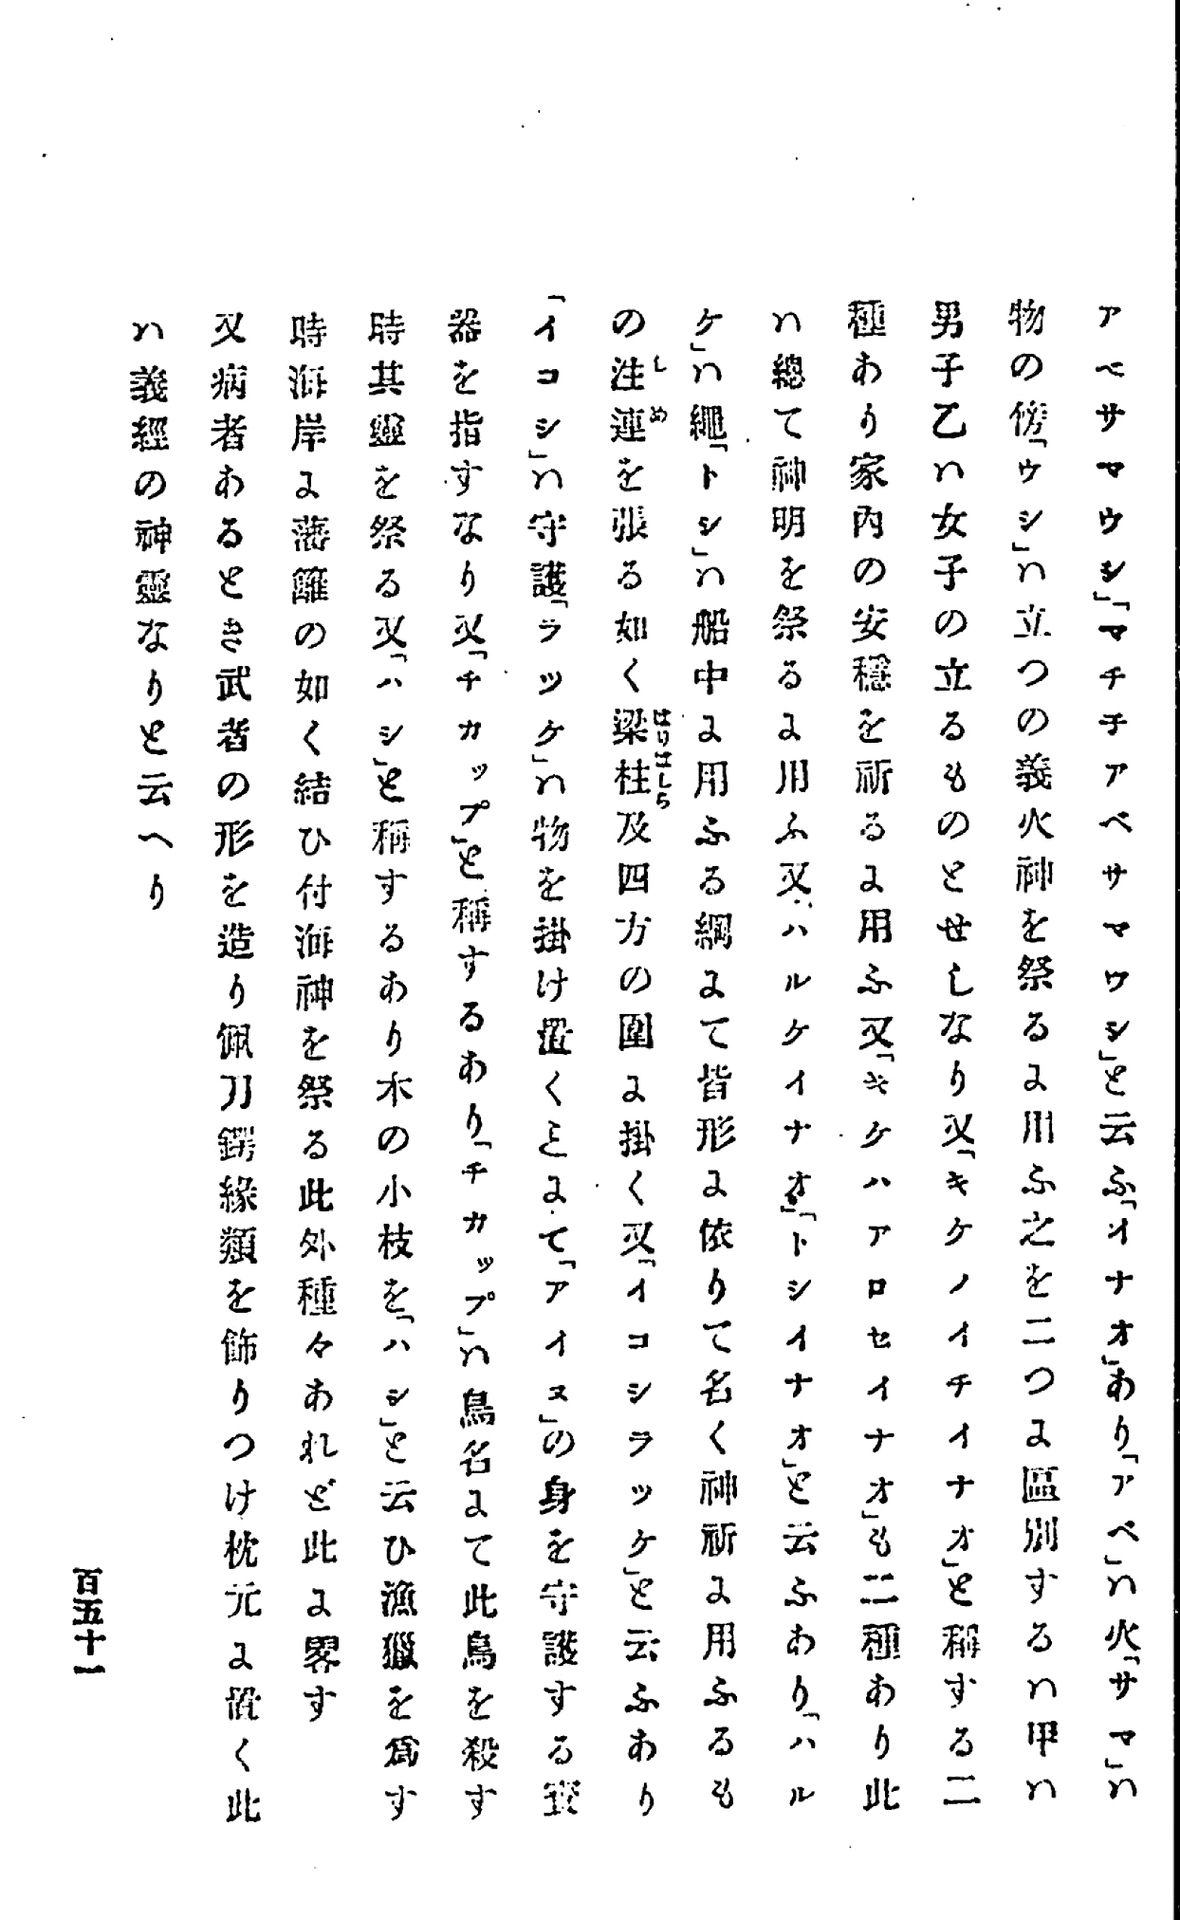 アベサマウシ」「マチ子アベサマワシ」と云ふ「イナオ」あり「アベ」ハ火「サマ」ハ
物の傍「ウシ」ハ立つの義火神を祭るに用ふ之を二つに區別するハ甲ハ
男子乙ハ女子の立るものとせしなり又「キケノイチイナオ」と稱する二
種あり家內の安穩を祈るに用ふ又「キケハアロセイナオ」も二種あり此
ハ總て神明を祭るに用ふ又「ハルケイナオ」「トシイナオ」と云ふあり「ハル
ケ」ハ繩「トシ」ハ船中に用ふる綱にて皆形に依りて名く神祈に用ふるも
の注連を張る如く梁柱及四方の圍に掛く又「イコシラッケ」と云ふあり
「イコシ」ハ守護「ラッケ」ハ物を掛け置くことにて「アイヌ」の身を守護する寳
器を指すなり又「チカップ」と稱するあり「チカップ」ハ鳥名にて此鳥を殺す
時其靈を祭る又「ハシ」と稱するあり木の小枝を「ハシ」と云ひ漁獵を爲す
時海岸に藩籬の如く結ひ付海神を祭る此外種々あれど此に畧す
又病者あるとき武者の形を造り佩刀鍔緣類を飾りつけ枕元に置く此
ハ義經の神靈なりと云へり
百五十一